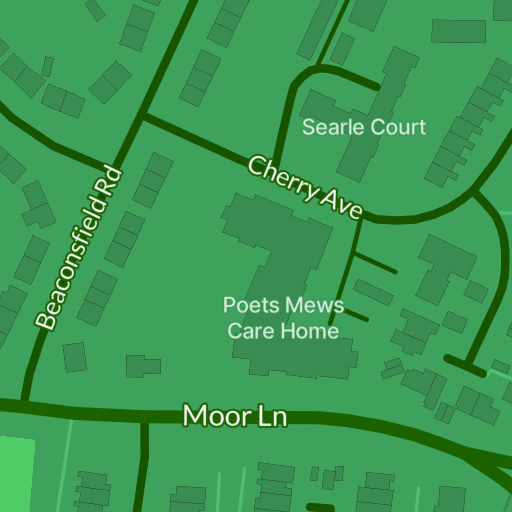 Searle Court
Cherry Ave
Beaconsfield Rd
Poets Mews
Care Home
Moor Ln